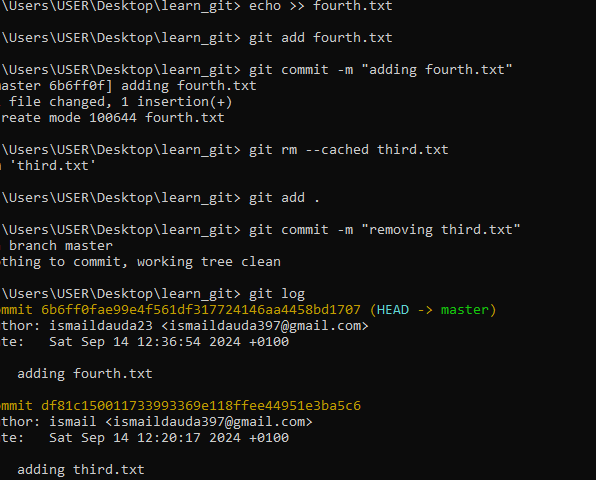 \Users\USER\Desktop\learn_git> echo >> fourth.txt
\Users\USER\Desktop\learn_git> git add fourth.txt
\Users\USER\Desktop\learn_git> git commit -m "adding fourth.txt"
master 6b6ff0f] adding fourth.txt
file changed, 1 insertion(+)
reate mode 100644 fourth.txt
\Users\USER\Desktop\learn_git> git rm --cached third.txt
'third.txt'
\Users\USER\Desktop\learn_git> git add .
\Users\USER\Desktop\learn_git> git commit -m "removing third.txt"
branch master
othing to commit, working tree clean
\Users\USER\Desktop\learn_git> git log
ommit 6b6ff0fae99e4f561df317724146aa4458bd1707 (HEAD -> master)
thor: ismaildauda23 <ismaildauda397@gmail.com>
te:   Sat Sep 14 12:36:54 2024 +0100
adding fourth.txt
ommit df81c150011733993369e118ffee44951e3ba5c6
thor: ismail <ismaildauda397@gmail.com>
te:   Sat Sep 14 12:20:17 2024 +0100
adding third.txt